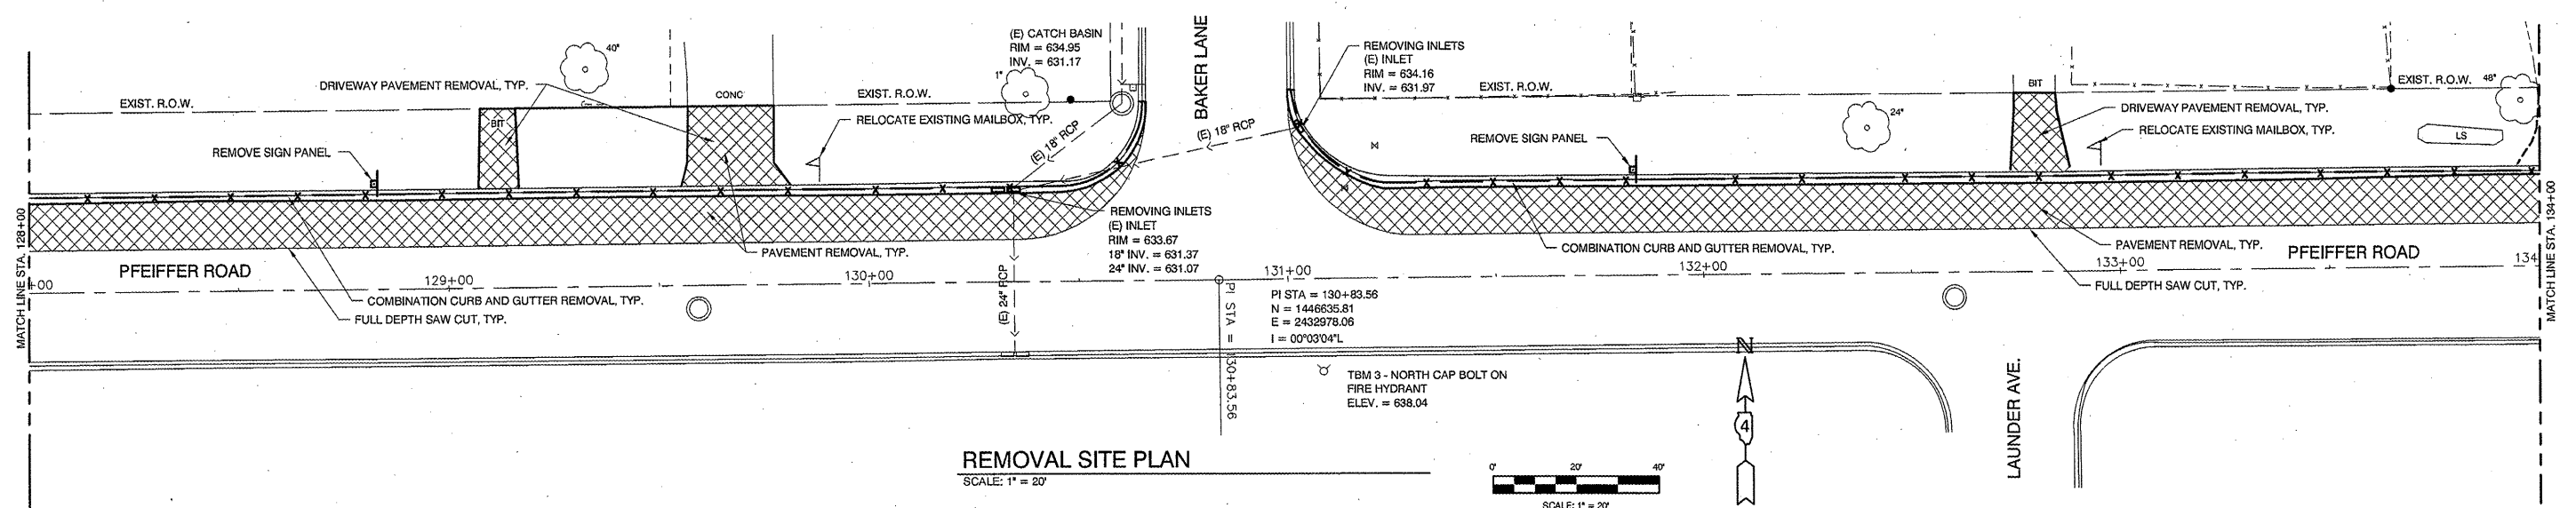 (E) CATCH BASIN
RIM = 634.95
INV. = 631.17
40"
1"
BAKER LANE
REMOVING INLETS
(E) INLET
RIM = 634.16
INV. = 631.97
DRIVEWAY PAVEMENT REMOVAL, TYP.
CONC
EXIST. R.O.W.
EXIST. R.O.W.
EXIST. R.O.W.
BIT
EXIST. R.O.W.
48"
BIT
RELOCATE EXISTING MAILBOX, TYP.
(E) 18" RCP
(E) 18" RCP
24"
DRIVEWAY PAVEMENT REMOVAL, TYP.
RELOCATE EXISTING MAILBOX, TYP.
LS
REMOVE SIGN PANEL
REMOVE SIGN PANEL
MATCH LINE STA. 128+00
REMOVING INLETS
(E) INLET
RIM = 633.67
18" INV. = 631.37
24" INV. = 631.07
PAVEMENT REMOVAL, TYP.
COMBINATION CURB AND GUTTER REMOVAL, TYP.
PAVEMENT REMOVAL, TYP.
MATCH LINE STA. 134+00
PFEIFFER ROAD
PFEIFFER ROAD
+00
129+00
130+00
131+00
132+00
133+00
134
FULL DEPTH SAW CUT, TYP.
COMBINATION CURB AND GUTTER REMOVAL, TYP.
FULL DEPTH SAW CUT, TYP.
(E) 24" RCP
PI STA = 130+83.56
PI STA = 130+83.56
N = 1446635.81
E = 2432978.06
I = 00°03'04"L
N
4
TBM 3 - NORTH CAP BOLT ON
FIRE HYDRANT
ELEV. = 638.04
LAUNDER AVE.
REMOVAL SITE PLAN
SCALE: 1" = 20'
0'
20'
40'
SCALE: 1" = 20'